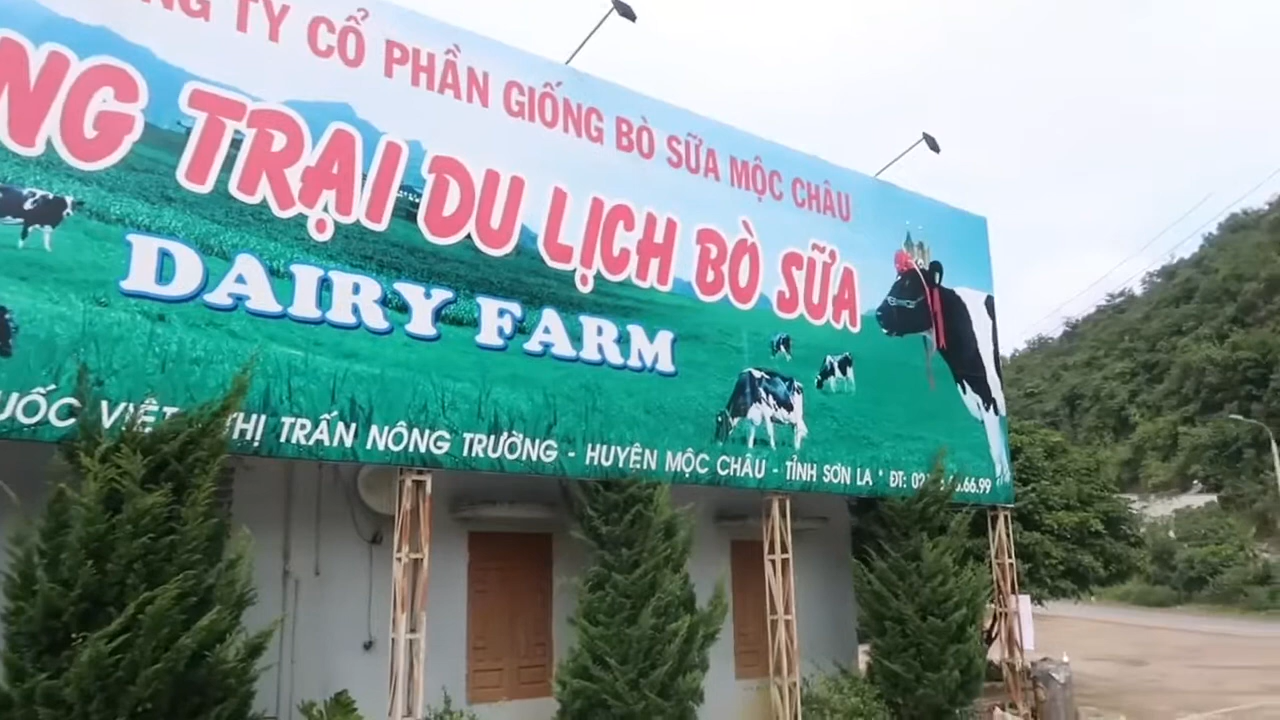 TY CỔ PHẦN GIỐNG BÒ SỮA MỘC CHÂU
TRẠI DU LỊCH BÒ SỮA
DAIRY FARM
THỊ TRẤN NÔNG TRƯỜNG - HUYỆN MỘC CHÂU - TỈNH SƠN LA * ĐT: